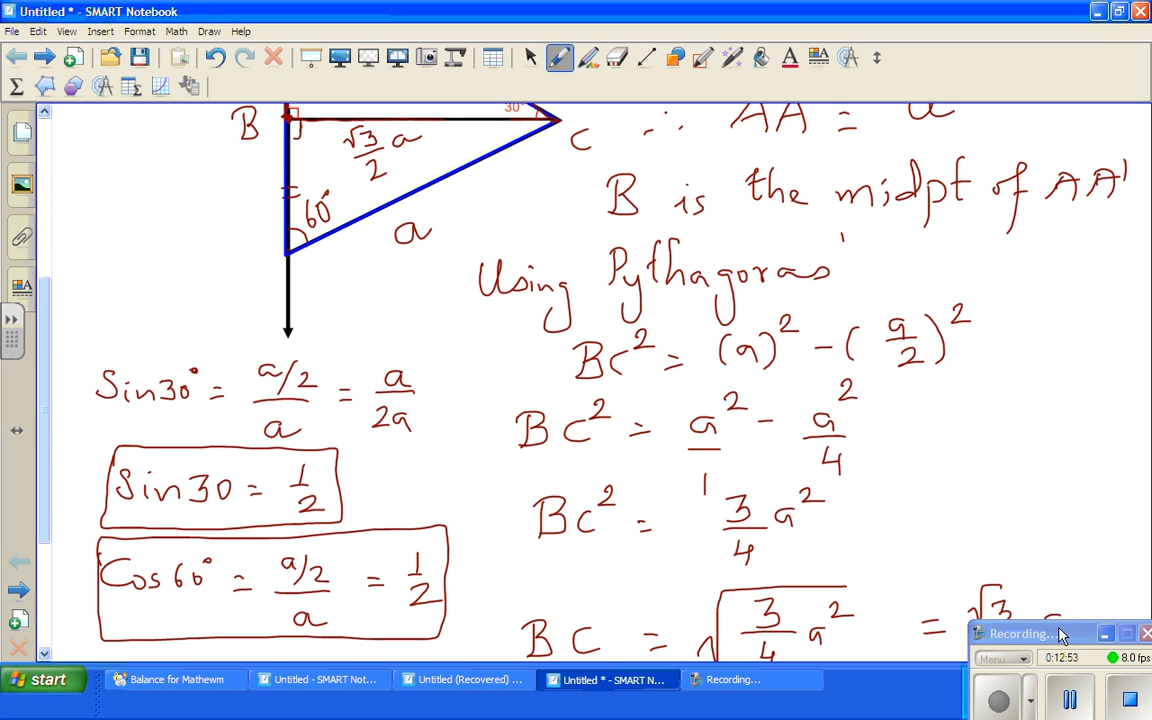 Untitled * - SMART Notebook
File Edit View Insert Format Math Draw Help
30°
B
√3/2 a
C
60°
a
∴ AA' = a
B is the midpt of AA'
Using Pythagoras'
BC² = (a)² - (a/2)²
BC² = a²/1 - a²/4
BC² = 3/4 a²
BC = √(3/4 a²) = √3
Sin30° = a/2 / a = a/2a
Sin30 = 1/2
Cos60° = a/2 / a = 1/2
Recording...
Menu
0:12:53
8.0 fps
start
Balance for Mathewm
Untitled - SMART Not...
Untitled (Recovered) ...
Untitled * - SMART N...
Recording...